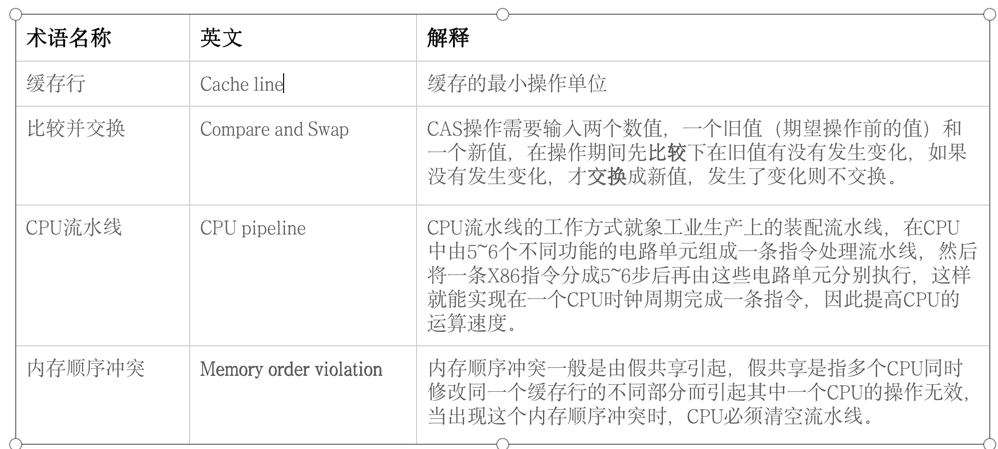 术语名称 英文 解释
缓存行 Cache line 缓存的最小操作单位
比较并交换 Compare and Swap CAS操作需要输入两个数值，一个旧值（期望操作前的值）和
一个新值，在操作期间先比较下在旧值有没有发生变化，如果
没有发生变化，才交换成新值，发生了变化则不交换。
CPU流水线 CPU pipeline CPU流水线的工作方式就象工业生产上的装配流水线，在CPU
中由5~6个不同功能的电路单元组成一条指令处理流水线，然后
将一条X86指令分成5~6步后再由这些电路单元分别执行，这样
就能实现在一个CPU时钟周期完成一条指令，因此提高CPU的
运算速度。
内存顺序冲突 Memory order violation 内存顺序冲突一般是由假共享引起，假共享是指多个CPU同时
修改同一个缓存行的不同部分而引起其中一个CPU的操作无效，
当出现这个内存顺序冲突时，CPU必须清空流水线。